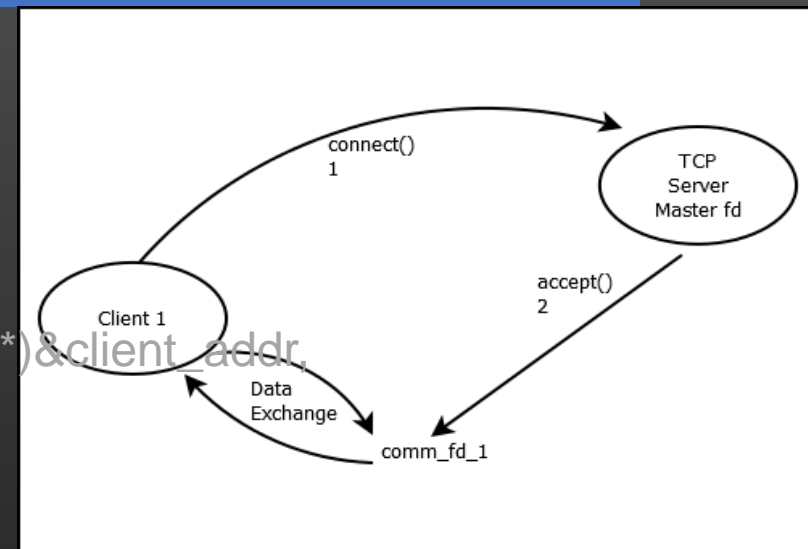 connect()
1
TCP
Server
Master fd
accept()
2
Client 1
*)&client_addr,
Data
Exchange
comm_fd_1